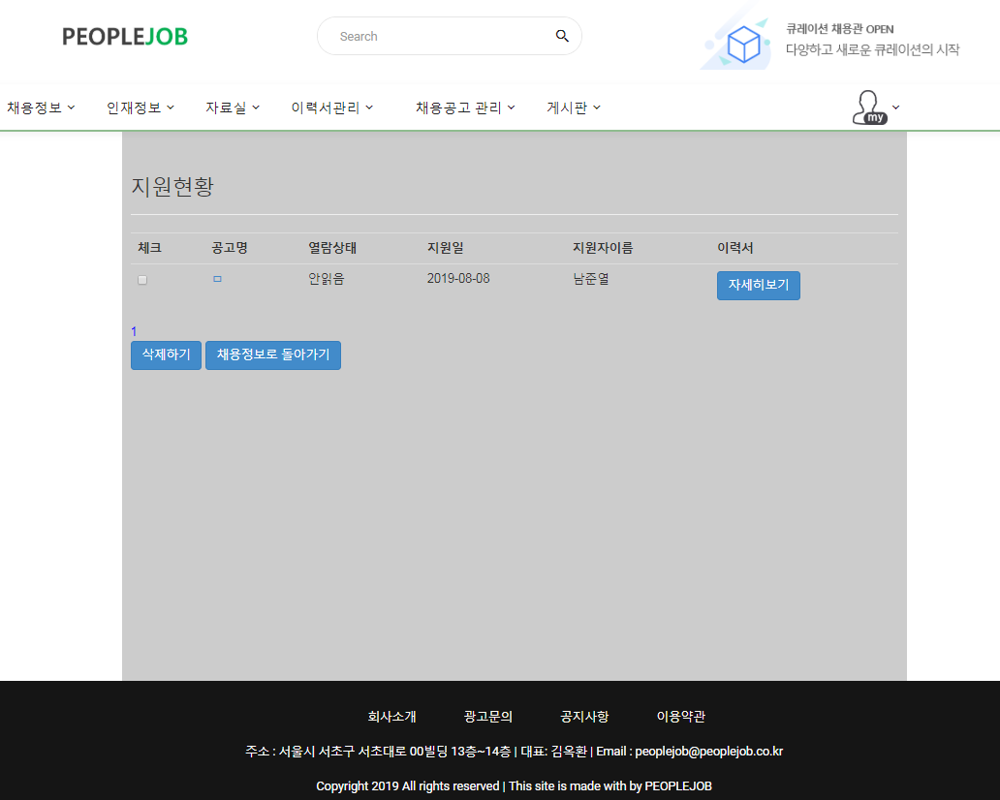 PEOPLEJOB
Search
큐레이션 채용관 OPEN
다양하고 새로운 큐레이션의 시작
채용정보 인재정보 자료실 이력서관리 채용공고 관리 게시판
my
지원현황
체크 공고명 열람상태 지원일 지원자이름 이력서
ㅁ 안읽음 2019-08-08 남준열 자세히보기
1
삭제하기 채용정보로 돌아가기
회사소개 광고문의 공지사항 이용약관
주소 : 서울시 서초구 서초대로 00빌딩 13층~14층 | 대표: 김옥환 | Email : peoplejob@peoplejob.co.kr
Copyright 2019 All rights reserved | This site is made with by PEOPLEJOB